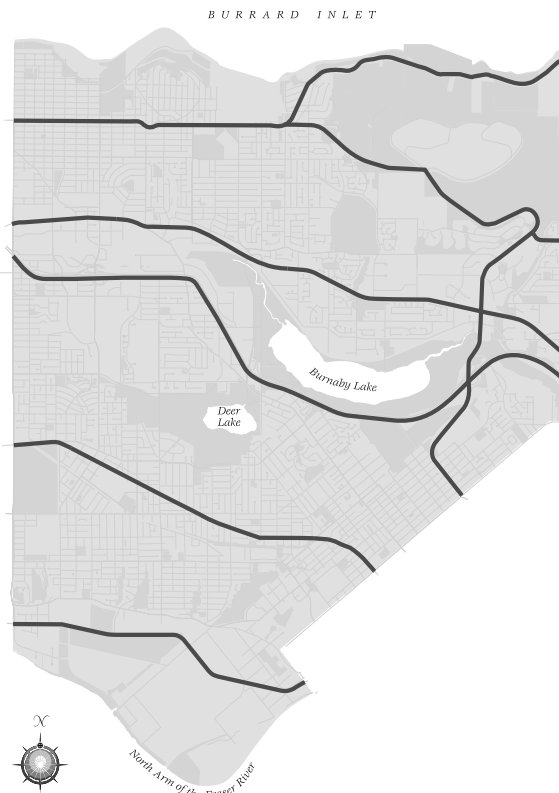 BURRARD INLET
Burnaby Lake
Deer
Lake
N
North Arm of the Fraser River